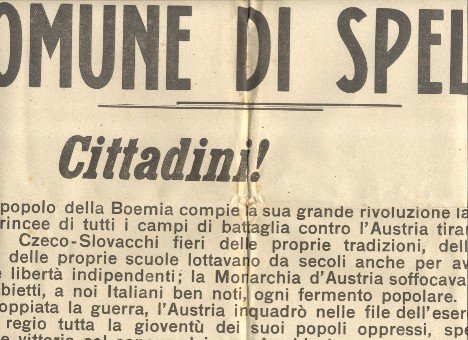 OMUNE DI SPEL
Cittadini!
popolo della Boemia compie a sua grande rivoluzione la
rincee di tutti i campi di battaglia contro l'Austria tiran
Czeco-Slovacchi fieri delle proprie tradizioni, dell
delle proprie scuole lottavano da secoli anche per av
e libertà indipendenti; la Monarchia d'Austria soffocava
abietti, a noi Italiani ben noti, ogni fermento popolare.
oppiata la guerra, l'Austria inquadrò nelle file dell'eser
regio tutta la gioventù dei suoi popoli oppressi, spe